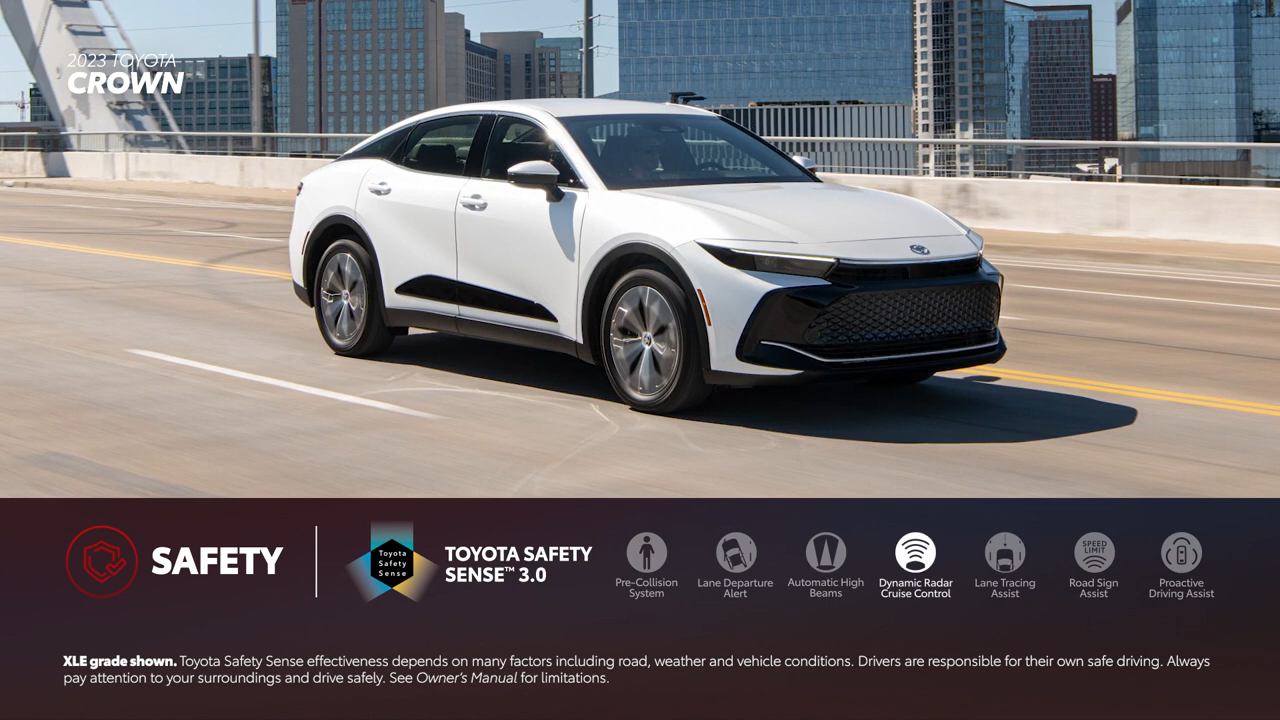 2023 TOYOTA
CROWN
SAFETY
Toyota
Safety
Sense
TOYOTA SAFETY
SENSE™ 3.0
Pre-Collision
System
Lane Departure
Alert
Automatic High
Beams
Dynamic Radar
Cruise Control
Lane Tracing
Assist
SPEED
LIMIT
Road Sign
Assist
Proactive
Driving Assist
XLE grade shown. Toyota Safety Sense effectiveness depends on many factors including road, weather and vehicle conditions. Drivers are responsible for their own safe driving. Always
pay attention to your surroundings and drive safely. See Owner's Manual for limitations.